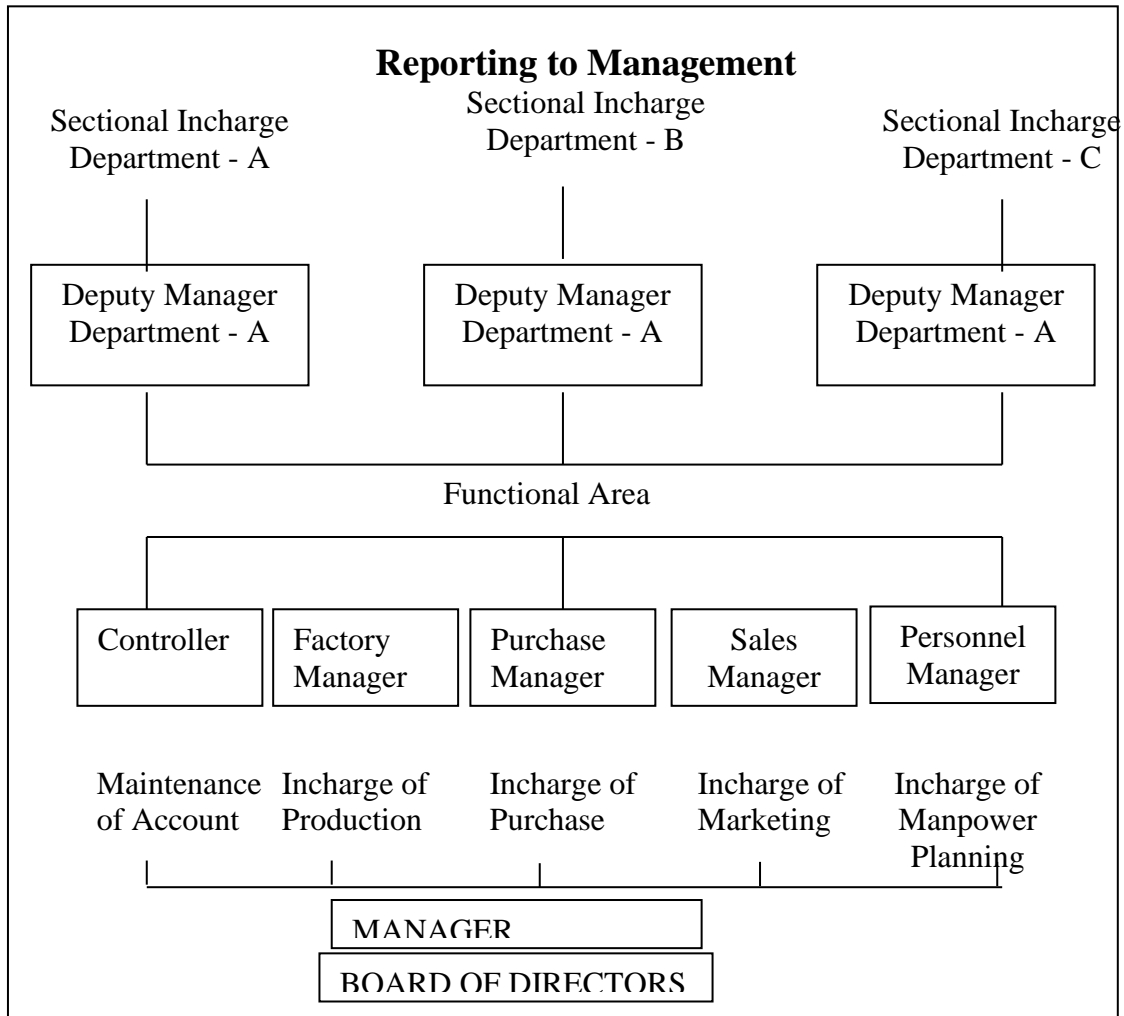 Reporting to Management
Sectional Incharge
Department - A
Sectional Incharge
Department - B
Sectional Incharge
Department - C
Deputy Manager
Department - A
Deputy Manager
Department - A
Deputy Manager
Department - A
Functional Area
Controller
Factory
Manager
Purchase
Manager
Sales
Manager
Personnel
Manager
Maintenance
of Account
Incharge of
Production
Incharge of
Purchase
Incharge of
Marketing
Incharge of
Manpower
Planning
MANAGER
BOARD OF DIRECTORS